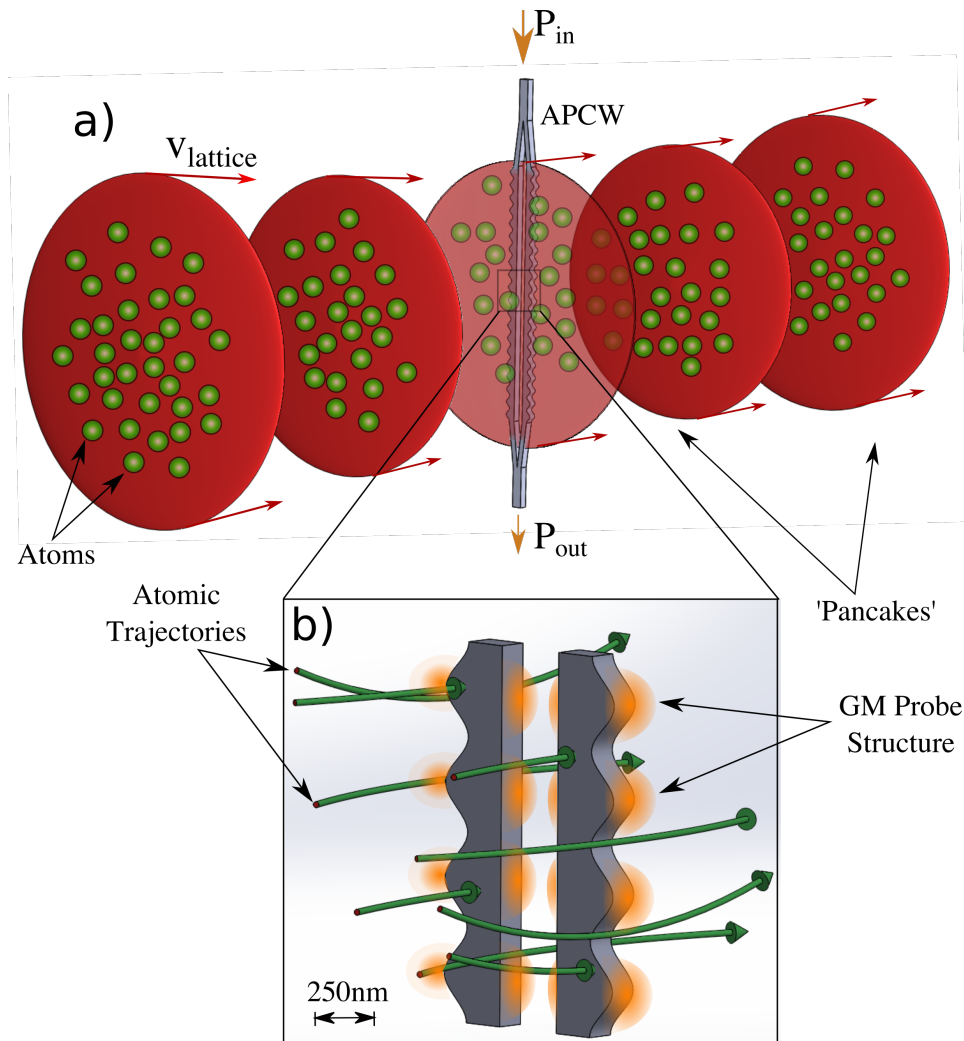 P_in
a)
APCW
v_lattice
P_out
Atoms
'Pancakes'
Atomic
Trajectories
b)
GM Probe
Structure
250nm